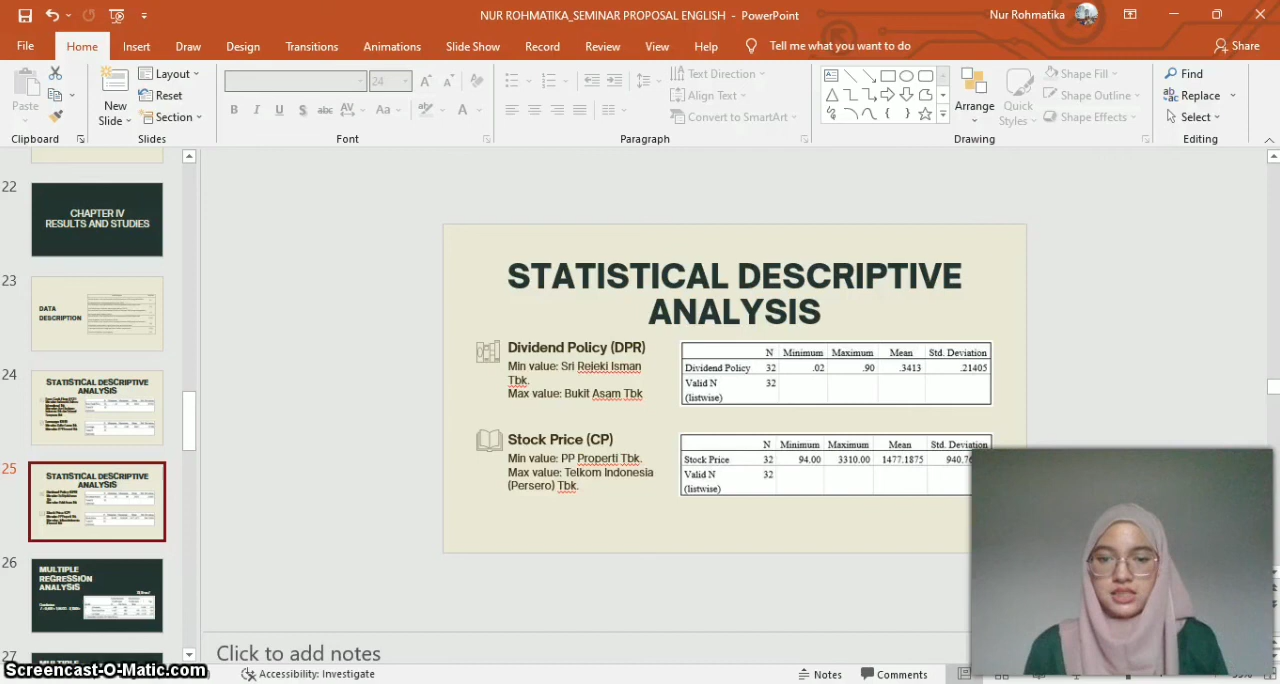 NUR ROHMATIKA_SEMINAR PROPOSAL ENGLISH - PowerPoint
Nur Rohmatika
File Home Insert Draw Design Transitions Animations Slide Show Record Review View Help Tell me what you want to do Share
Paste
New
Slide
Layout
Reset
Section
24
Text Direction
Align Text
Convert to SmartArt
Arrange
Quick
Styles
Shape Fill
Shape Outline
Shape Effects
Find
Replace
Select
Clipboard Slides Font Paragraph Drawing Editing
22
CHAPTER IV
RESULTS AND STUDIES
23
DATA
DESCRIPTION
24
STATISTICAL DESCRIPTIVE
ANALYSIS
25
STATISTICAL DESCRIPTIVE
ANALYSIS
26
MULTIPLE
REGRESSION
ANALYSIS
27
STATISTICAL DESCRIPTIVE
ANALYSIS
Dividend Policy (DPR)
Min value: Sri Rejeki Isman
Tbk.
Max value: Bukit Asam Tbk
N Minimum Maximum Mean Std. Deviation
Dividend Policy 32 .02 .90 .3413 .21405
Valid N 32
(listwise)
Stock Price (CP)
Min value: PP Properti Tbk.
Max value: Telkom Indonesia
(Persero) Tbk.
N Minimum Maximum Mean Std. Deviation
Stock Price 32 94.00 3310.00 1477.1875
Valid N 32
(listwise)
Click to add notes
Screencast-O-Matic.com
Accessibility: Investigate
Notes Comments